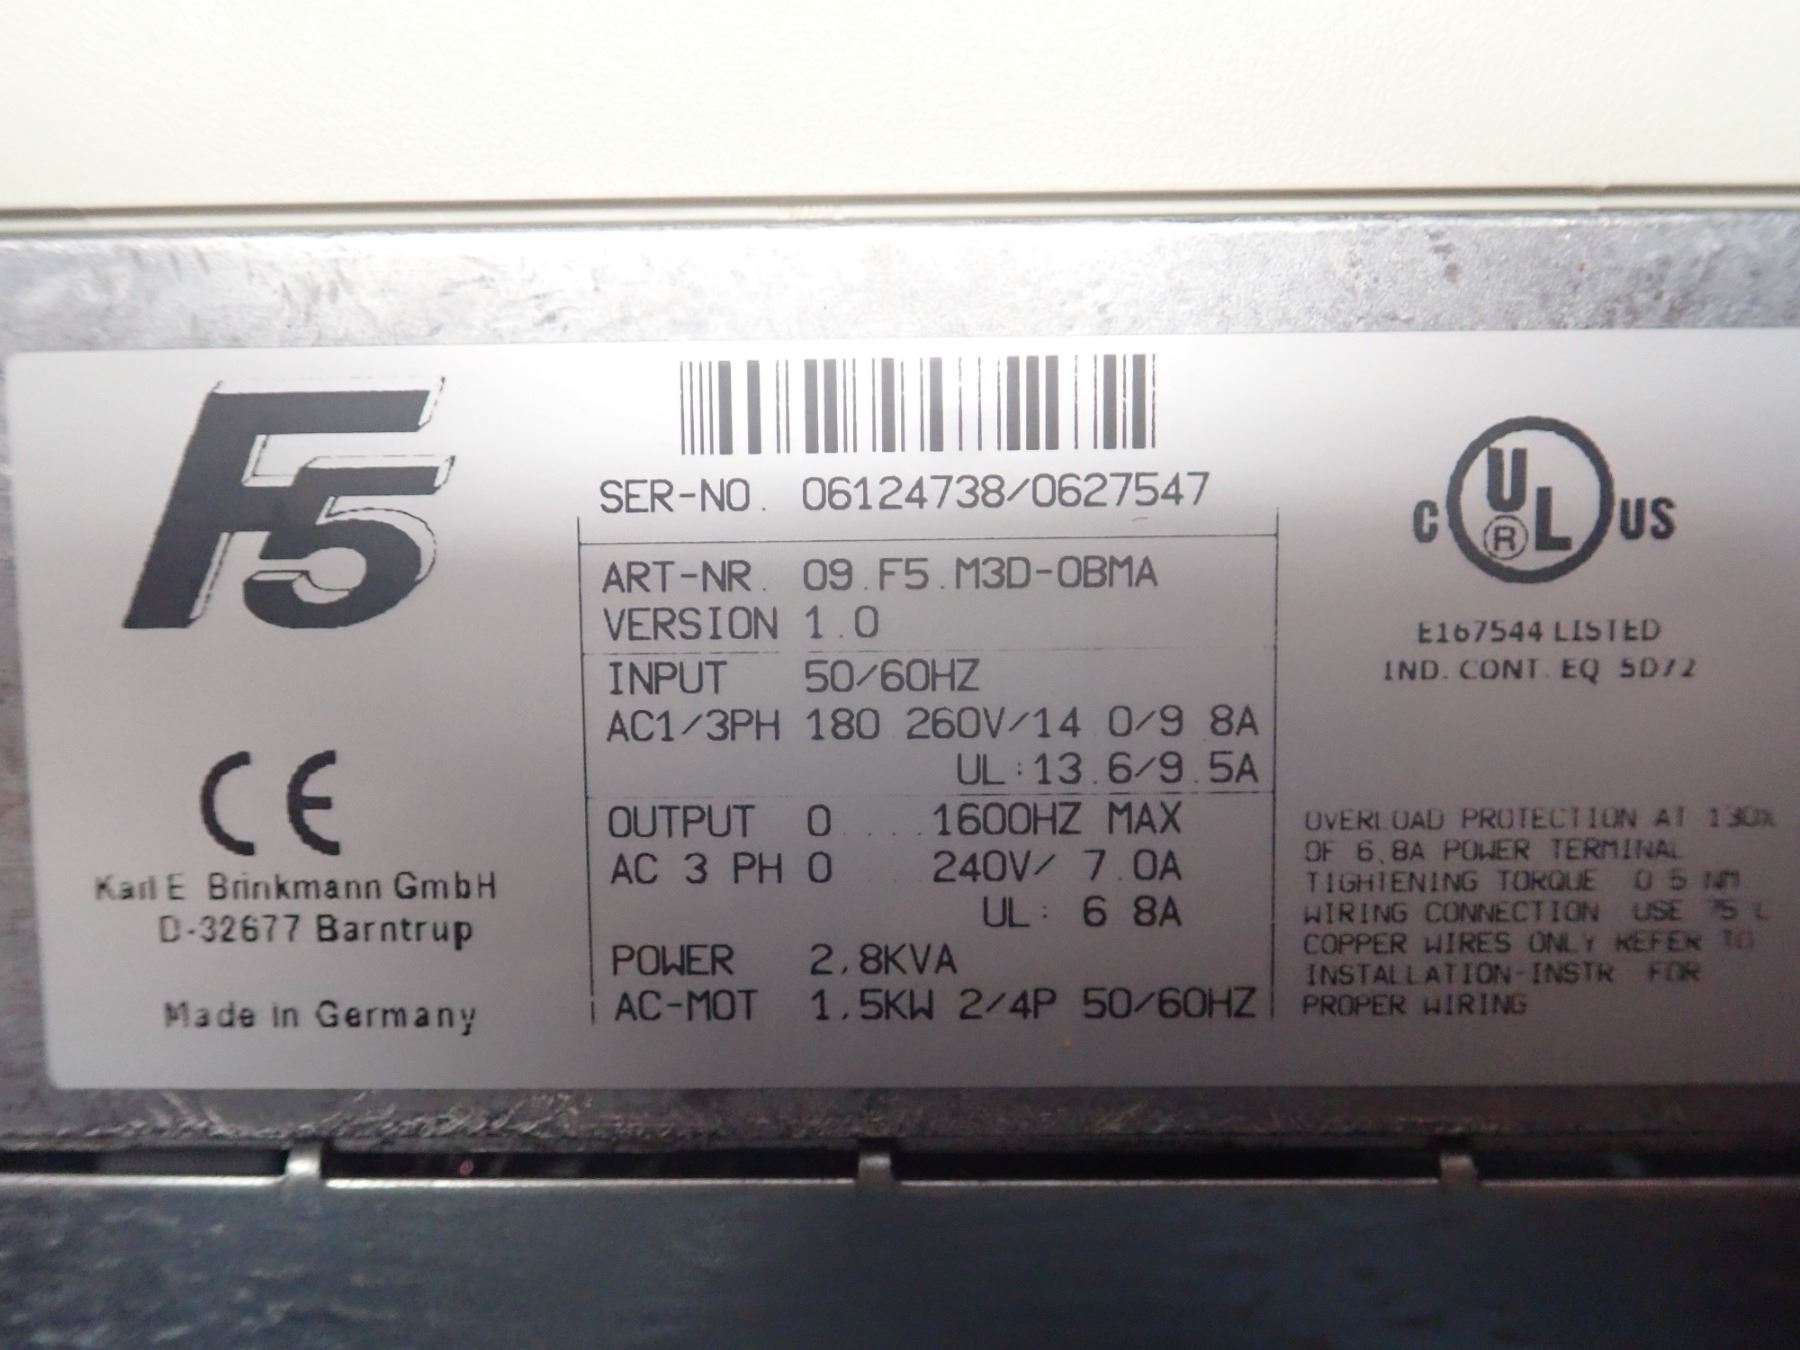 F5
SER-NO. 06124738/0627547
ART-NR. 09.F5.M3D-0BMA
VERSION 1.0
INPUT 50/60HZ
AC1/3PH 180 260V/14 0/9 8A
UL:13.6/9.5A
OUTPUT 0 .... 1600HZ MAX
AC 3 PH 0 240V/ 7.0A
UL: 6 8A
POWER 2,8KVA
AC-MOT 1,5KW 2/4P 50/60HZ
CE
Karl E Brinkmann GmbH
D-32677 Barntrup
Made in Germany
C UL R US
E167544 LISTED
IND. CONT. EQ 5D72
OVERLOAD PROTECTION AT 130%
OF 6,8A POWER TERMINAL
TIGHTENING TORQUE 0 5 NM
WIRING CONNECTION USE 75
COPPER WIRES ONLY REFER TO
INSTALLATION-INSTR FOR
PROPER WIRING